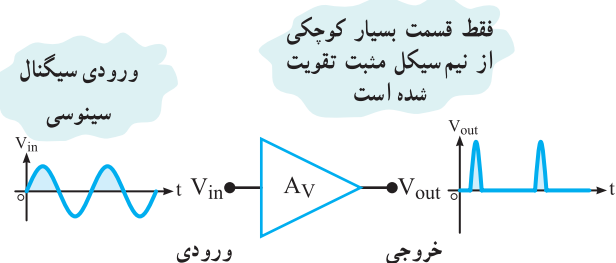 فقط قسمت بسیار کوچکی
از نیم سیکل مثبت تقویت
شده است
ورودی سیگنال
سینوسی
Vin
t
o
Vin
AV
Vout
Vout
t
o
ورودی
خروجی